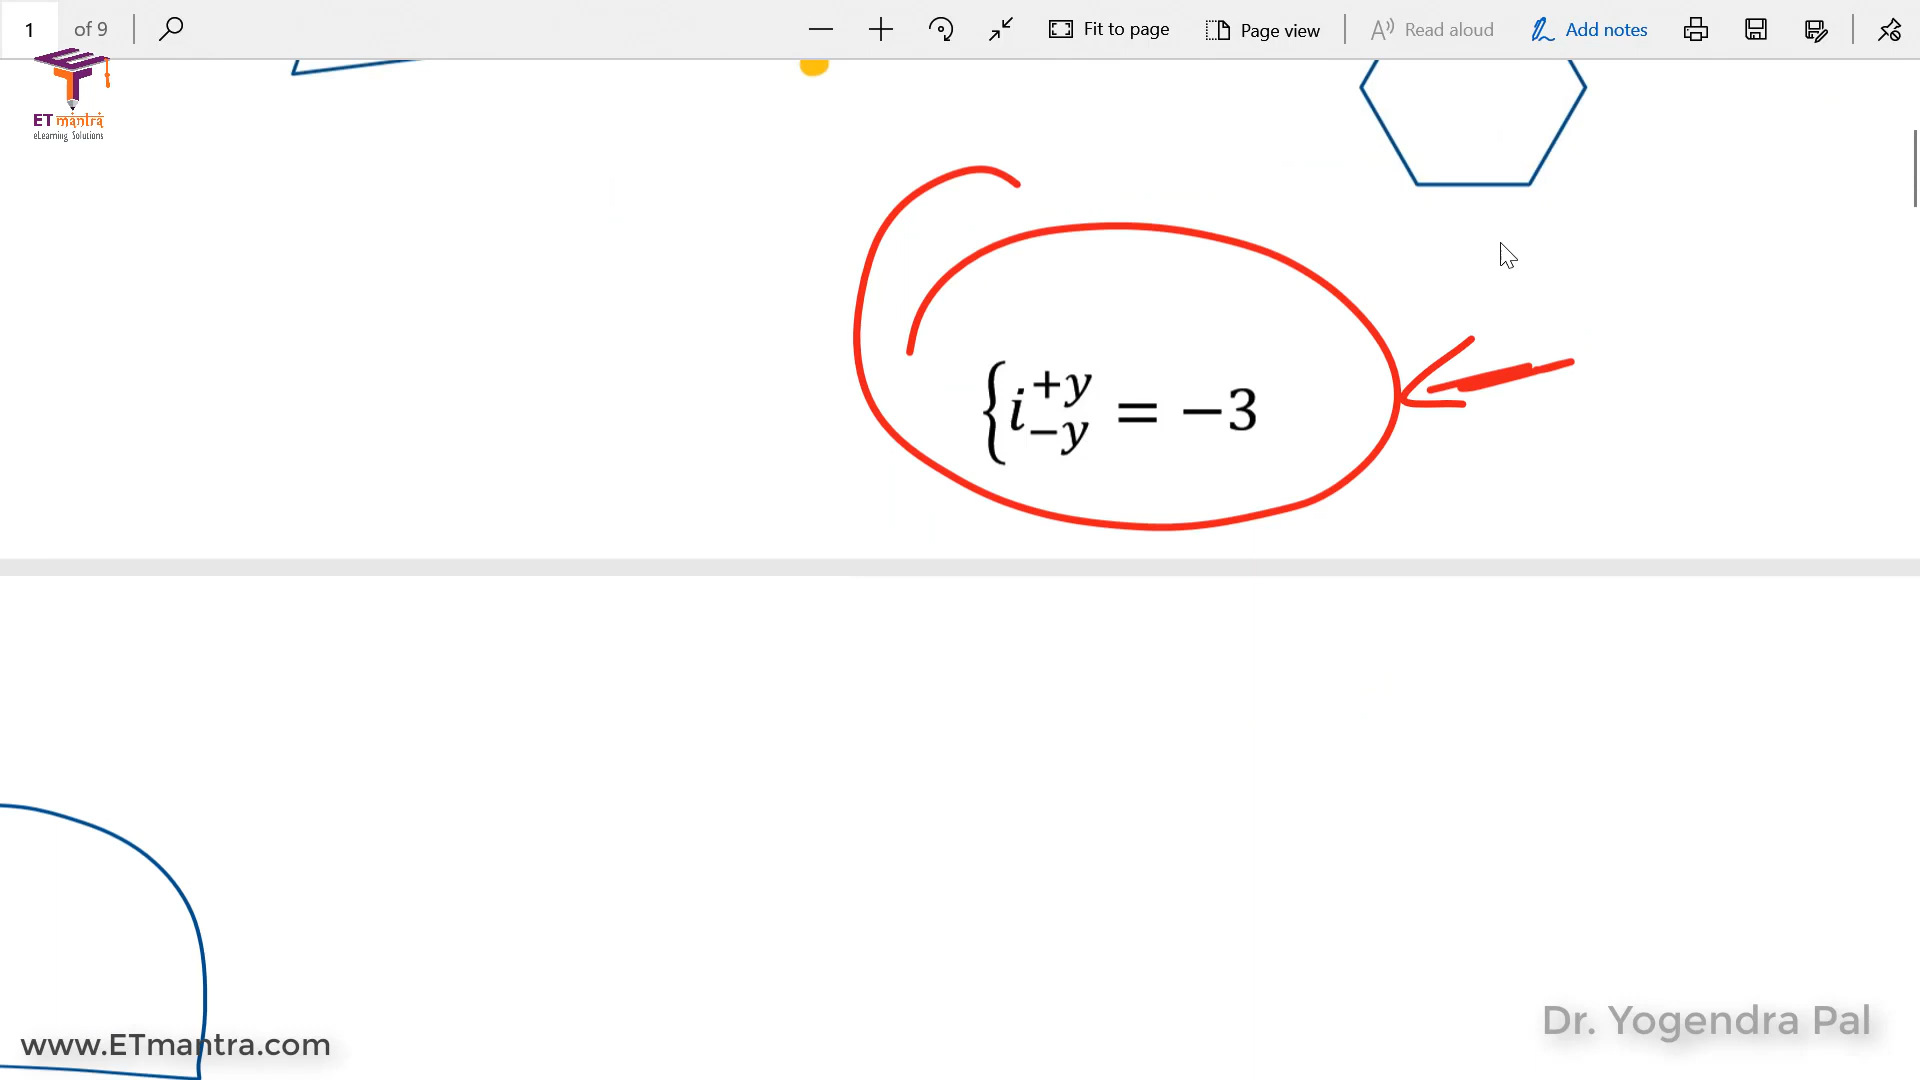 1 of 9 Fit to page Page view Read aloud Add notes
ET mantra
eLearning Solutions
{i^{+y}_{-y} = −3
Dr. Yogendra Pal
www.ETmantra.com